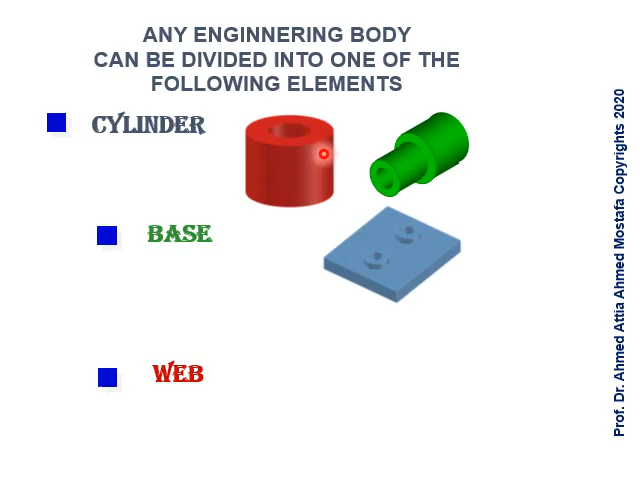 ANY ENGINNERING BODY
CAN BE DIVIDED INTO ONE OF THE
FOLLOWING ELEMENTS
CYLINDER
BASE
WEB
Prof. Dr. Ahmed Attia Ahmed Mostafa Copyrights 2020